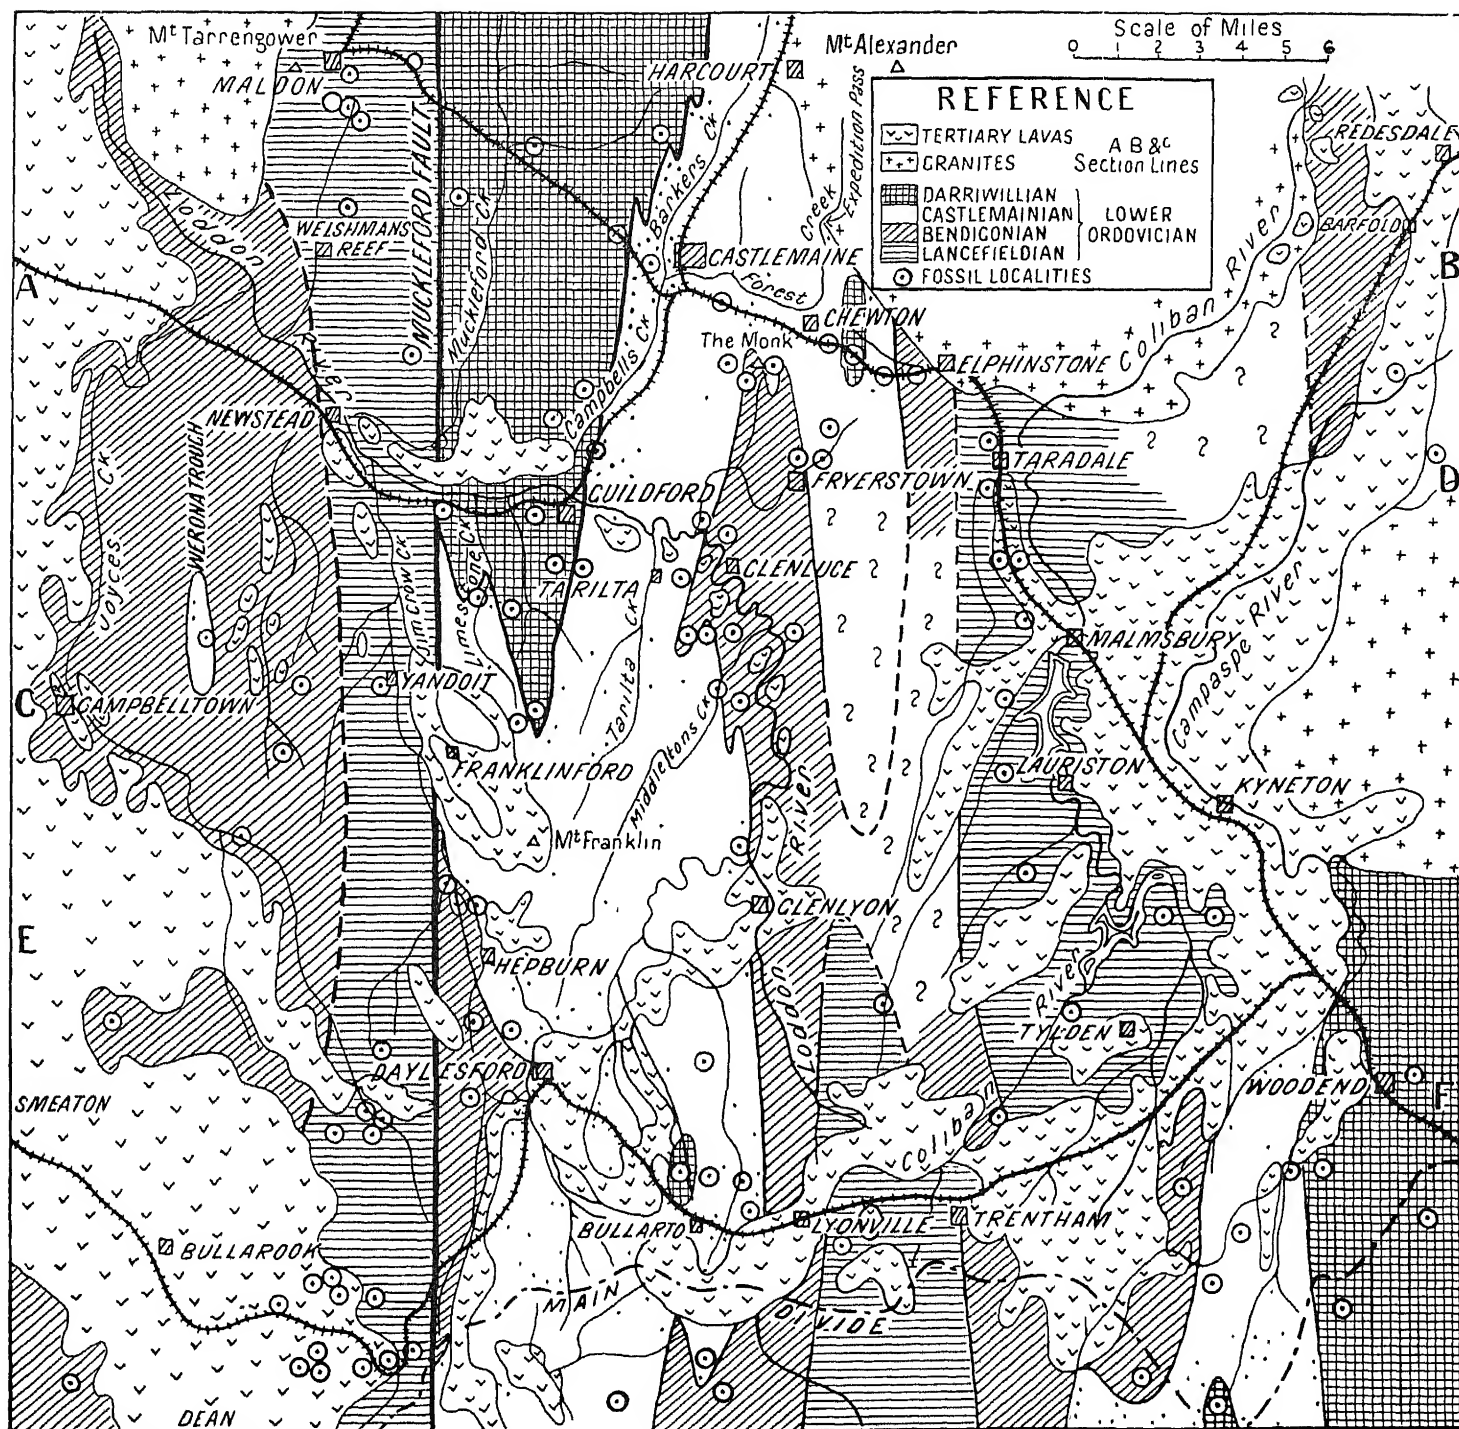 Scale of Miles
0 1 2 3 4 5 6
Mt Tarrengower
MALDON
HARCOURT
Mt Alexander
Expedition Pass
REFERENCE
TERTIARY LAVAS
GRANITES
A B & C
Section Lines
DARRIWILLIAN
CASTLEMAINIAN
BENDIGONIAN
LANCEFIELDIAN
LOWER
ORDOVICIAN
FOSSIL LOCALITIES
REDESDALE
BARFOLD
Loddon
River
WELSHMANS
REEF
MUCKLEFORD FAULT
Muckleford Ck
Barkers Ck
Creek
CASTLEMAINE
Forest
CHEWTON
Coliban River
A
B
The Monk
ELPHINSTONE
Campbells Ck
NEWSTEAD
WERONA TROUGH
Joyces Ck
GUILDFORD
FRYERSTOWN
TARADALE
D
Jim Crow Ck
Limestone Ck
TARILTA
GLENLUCE
Tarilta Ck
MALMSBURY
Campaspe River
YANDOIT
C
CAMPBELLTOWN
FRANKLINFORD
Middletons Ck
LAURISTON
KYNETON
Mt Franklin
River
GLENLYON
E
HEPBURN
Loddon
River
TYLDEN
DAYLESFORD
WOODEND
F
SMEATON
Coliban
BULLARTO
LYONVILLE
TRENTHAM
BULLAROOK
MAIN
DIVIDE
DEAN